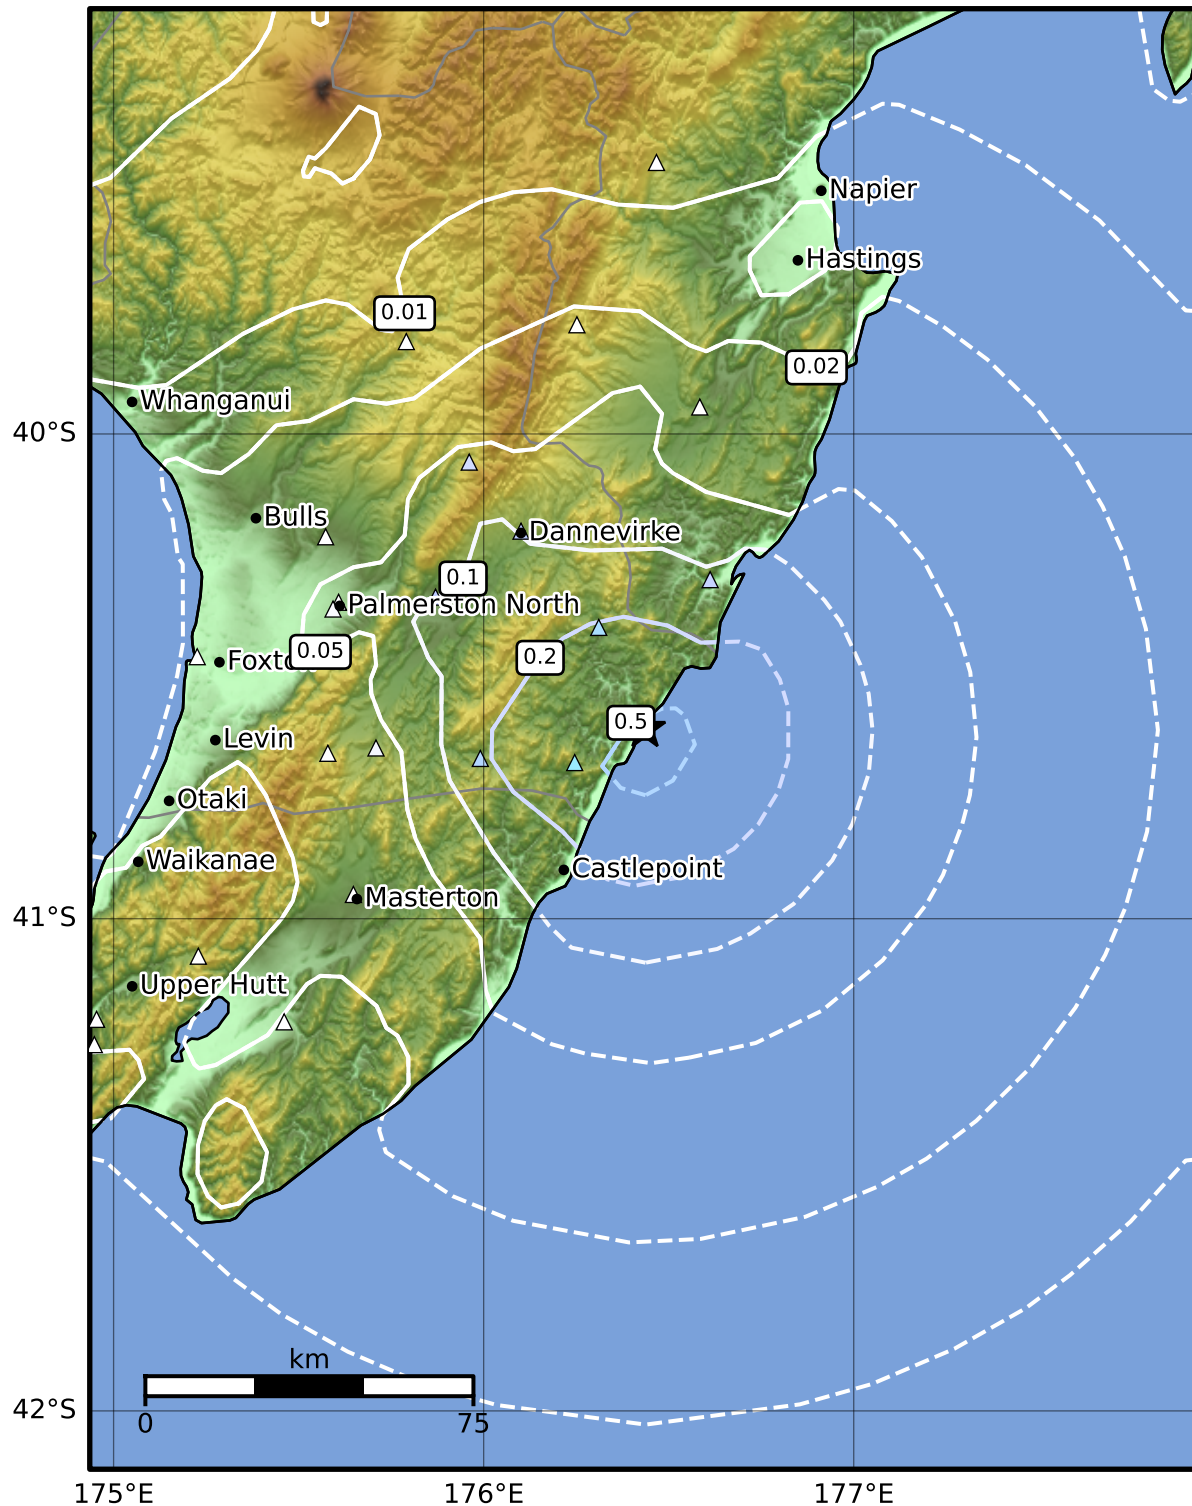 Napier
Hastings
0.01
0.02
Whanganui
40°S
Bulls
Dannevirke
0.1
Palmerston North
0.05
0.2
0.5
Levin
Otaki
Waikanae
Castlepoint
Masterton
41°S
Upper Hutt
km
0
75
42°S
175°E
176°E
177°E